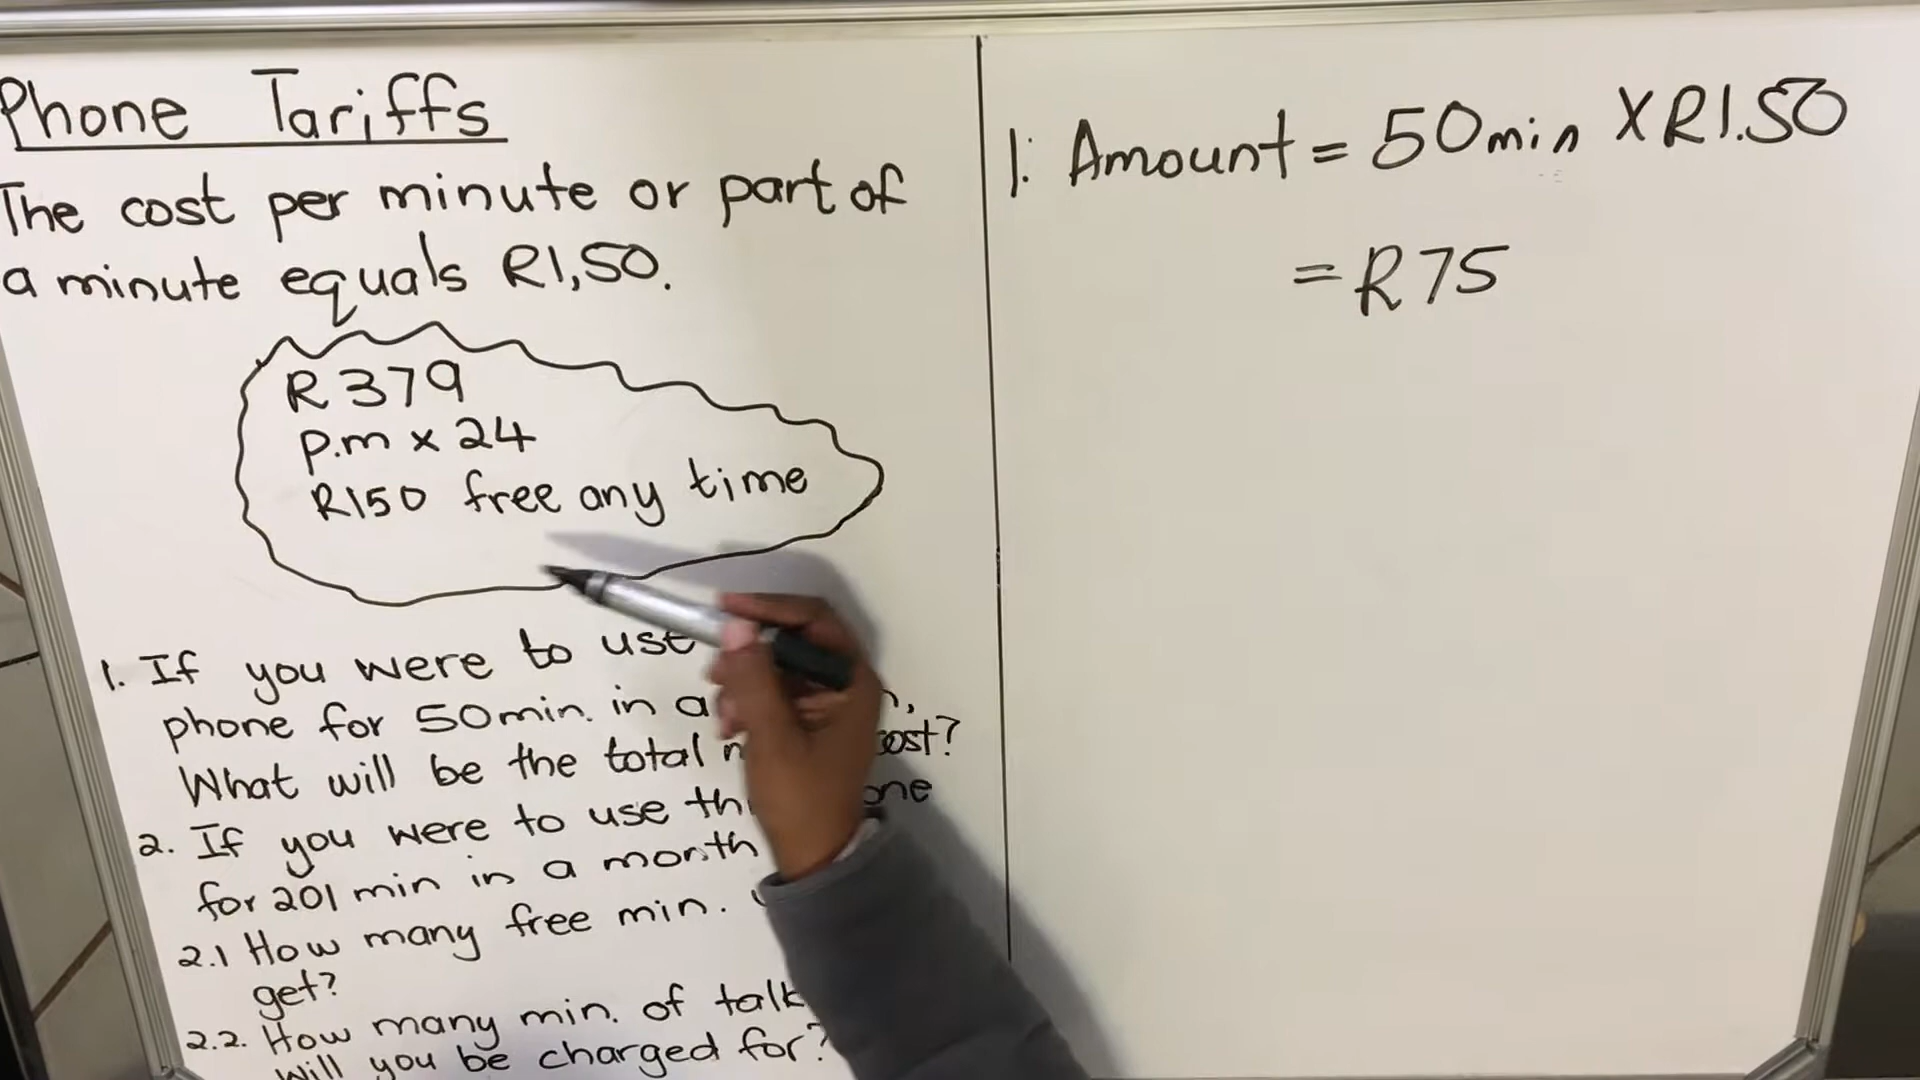 Phone Tariffs
The cost per minute or part of
a minute equals R1,50.
R379
p.m x 24
R150 free any time
1. If you were to use
phone for 50min. in a
What will be the total cost?
2. If you were to use
for 201 min in a month
2.1 How many free min.
get?
2.2. How many min. of talk
Will you be charged for?
1. Amount = 50min XR1.50
= R75